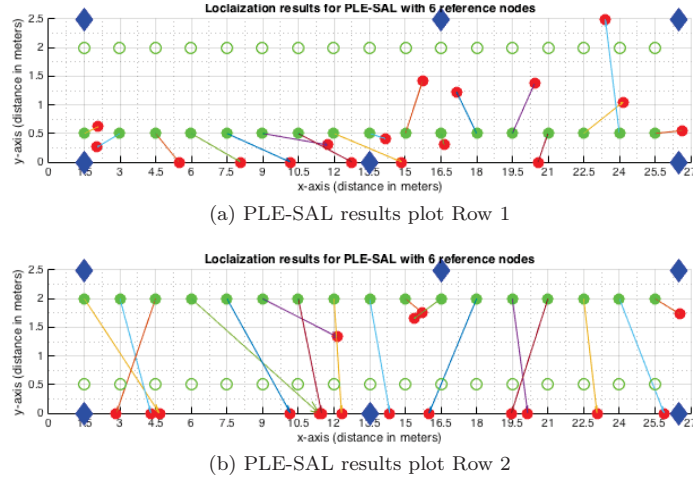 Loclaization results for PLE-SAL with 6 reference nodes
2.5
2
1.5
1
0.5
0
y-axis (distance in meters)
0 1.5 3 4.5 6 7.5 9 10.5 12 13.5 15 16.5 18 19.5 21 22.5 24 25.5 27
x-axis (distance in meters)
(a) PLE-SAL results plot Row 1
Loclaization results for PLE-SAL with 6 reference nodes
2.5
2
1.5
1
0.5
0
y-axis (distance in meters)
0 1.5 3 4.5 6 7.5 9 10.5 12 13.5 15 16.5 18 19.5 21 22.5 24 25.5 27
x-axis (distance in meters)
(b) PLE-SAL results plot Row 2